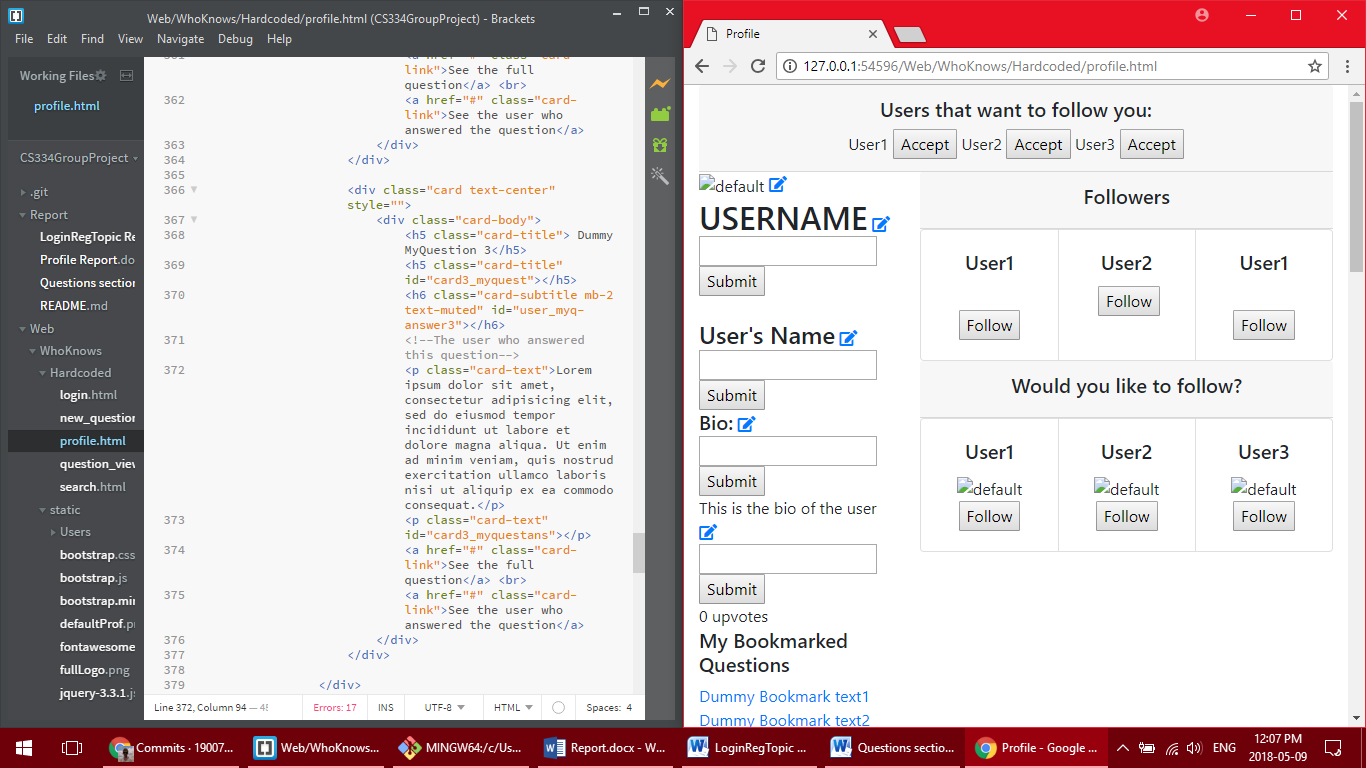 Web/WhoKnows/Hardcoded/profile.html (CS334GroupProject) - Brackets
File Edit Find View Navigate Debug Help
Working Files
profile.html
CS334GroupProject
.git
Report
LoginRegTopic Re
Profile Report.do
Questions section
README.md
Web
WhoKnows
Hardcoded
login.html
new_question
profile.html
question_view
search.html
static
Users
bootstrap.css
bootstrap.js
bootstrap.min
defaultProf.p
fontawesome
fullLogo.png
jquery-3.3.1.js
361 <a href="#" class="card-
link">See the full
question</a> <br>
362 <a href="#" class="card-
link">See the user who
answered the question</a>
363 </div>
364 </div>
365
366 <div class="card text-center"
style="">
367 <div class="card-body">
368 <h5 class="card-title"> Dummy
MyQuestion 3</h5>
369 <h5 class="card-title"
id="card3_myquest"></h5>
370 <h6 class="card-subtitle mb-2
text-muted" id="user_myq-
answer3"></h6>
371 <!--The user who answered
this question-->
372 <p class="card-text">Lorem
ipsum dolor sit amet,
consectetur adipisicing elit,
sed do eiusmod tempor
incididunt ut labore et
dolore magna aliqua. Ut enim
ad minim veniam, quis nostrud
exercitation ullamco laboris
nisi ut aliquip ex ea commodo
consequat.</p>
373 <p class="card-text"
id="card3_myquestans"></p>
374 <a href="#" class="card-
link">See the full
question</a> <br>
375 <a href="#" class="card-
link">See the user who
answered the question</a>
376 </div>
377 </div>
378
379 </div>
Line 372, Column 94 — 48
Errors: 17
INS
UTF-8
HTML
Spaces: 4
Profile
127.0.0.1:54596/Web/WhoKnows/Hardcoded/profile.html
Users that want to follow you:
User1 Accept User2 Accept User3 Accept
default
USERNAME
Submit
User's Name
Submit
Bio:
Submit
This is the bio of the user
Submit
0 upvotes
My Bookmarked
Questions
Dummy Bookmark text1
Dummy Bookmark text2
Followers
User1 User2 User1
Follow Follow Follow
Would you like to follow?
User1 User2 User3
default default default
Follow Follow Follow
Commits · 19007...
Web/WhoKnows...
MINGW64:/c/Us...
Report.docx - W...
LoginRegTopic ...
Questions sectio...
Profile - Google ...
ENG
12:07 PM
2018-05-09